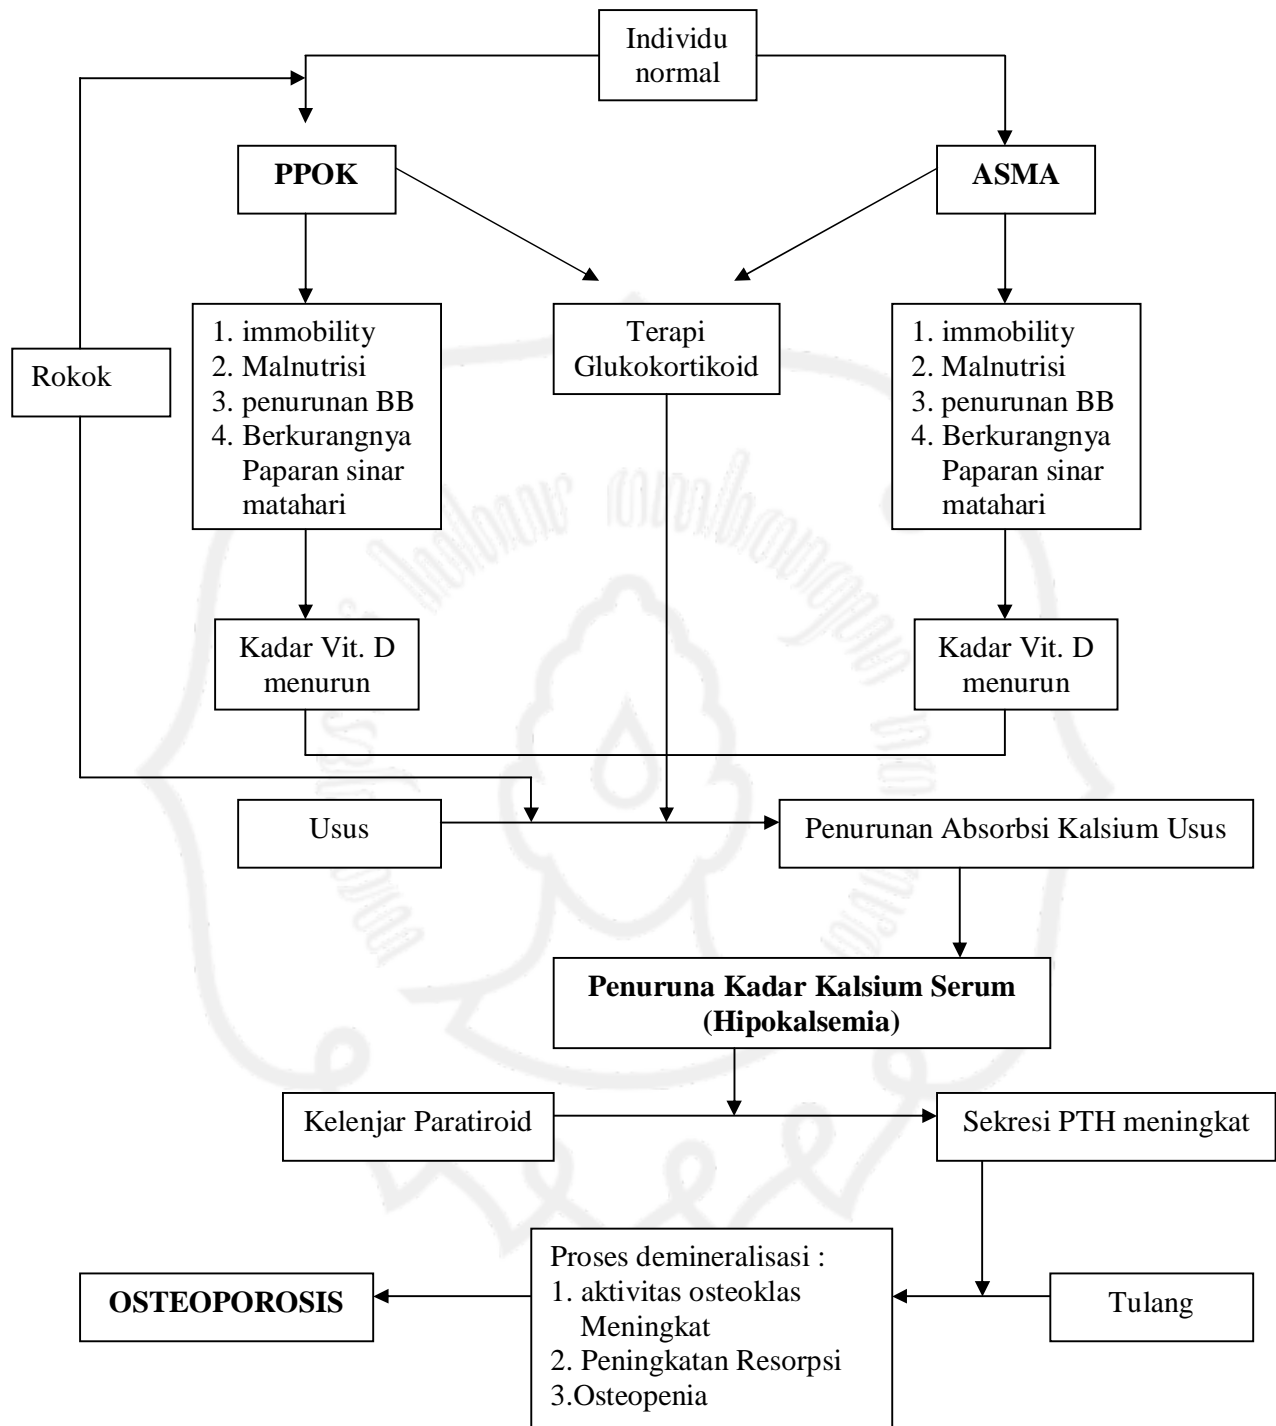 Individu
normal
PPOK
ASMA
1. immobility
2. Malnutrisi
3. penurunan BB
4. Berkurangnya
Paparan sinar
matahari
Terapi
Glukokortikoid
1. immobility
2. Malnutrisi
3. penurunan BB
4. Berkurangnya
Paparan sinar
matahari
Rokok
Kadar Vit. D
menurun
Kadar Vit. D
menurun
Usus
Penurunan Absorbsi Kalsium Usus
Penuruna Kadar Kalsium Serum
(Hipokalsemia)
Kelenjar Paratiroid
Sekresi PTH meningkat
Proses demineralisasi :
1. aktivitas osteoklas
Meningkat
2. Peningkatan Resorpsi
3.Osteopenia
OSTEOPOROSIS
Tulang